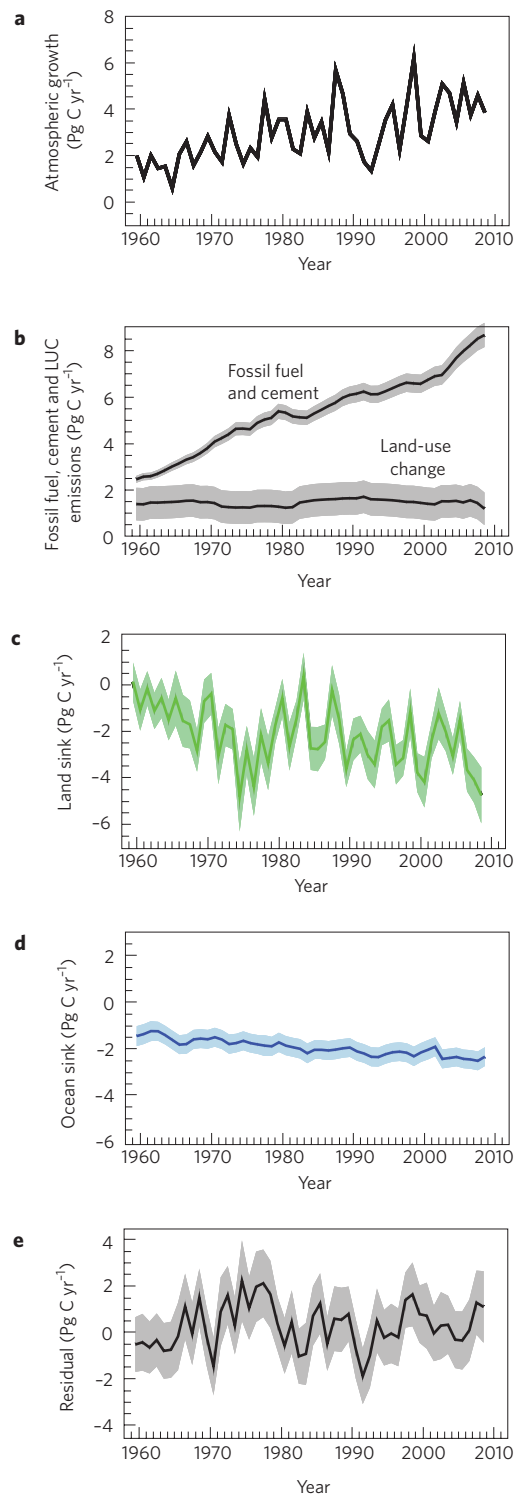 a
Atmospheric growth
(Pg C yr⁻¹)
8
6
4
2
0
1960 1970 1980 1990 2000 2010
Year
b
Fossil fuel, cement and LUC
emissions (Pg C yr⁻¹)
8
6
4
2
0
Fossil fuel
and cement
Land-use
change
1960 1970 1980 1990 2000 2010
Year
c
Land sink (Pg C yr⁻¹)
2
0
-2
-4
-6
1960 1970 1980 1990 2000 2010
Year
d
Ocean sink (Pg C yr⁻¹)
2
0
-2
-4
-6
1960 1970 1980 1990 2000 2010
Year
e
Residual (Pg C yr⁻¹)
4
2
0
-2
-4
1960 1970 1980 1990 2000 2010
Year